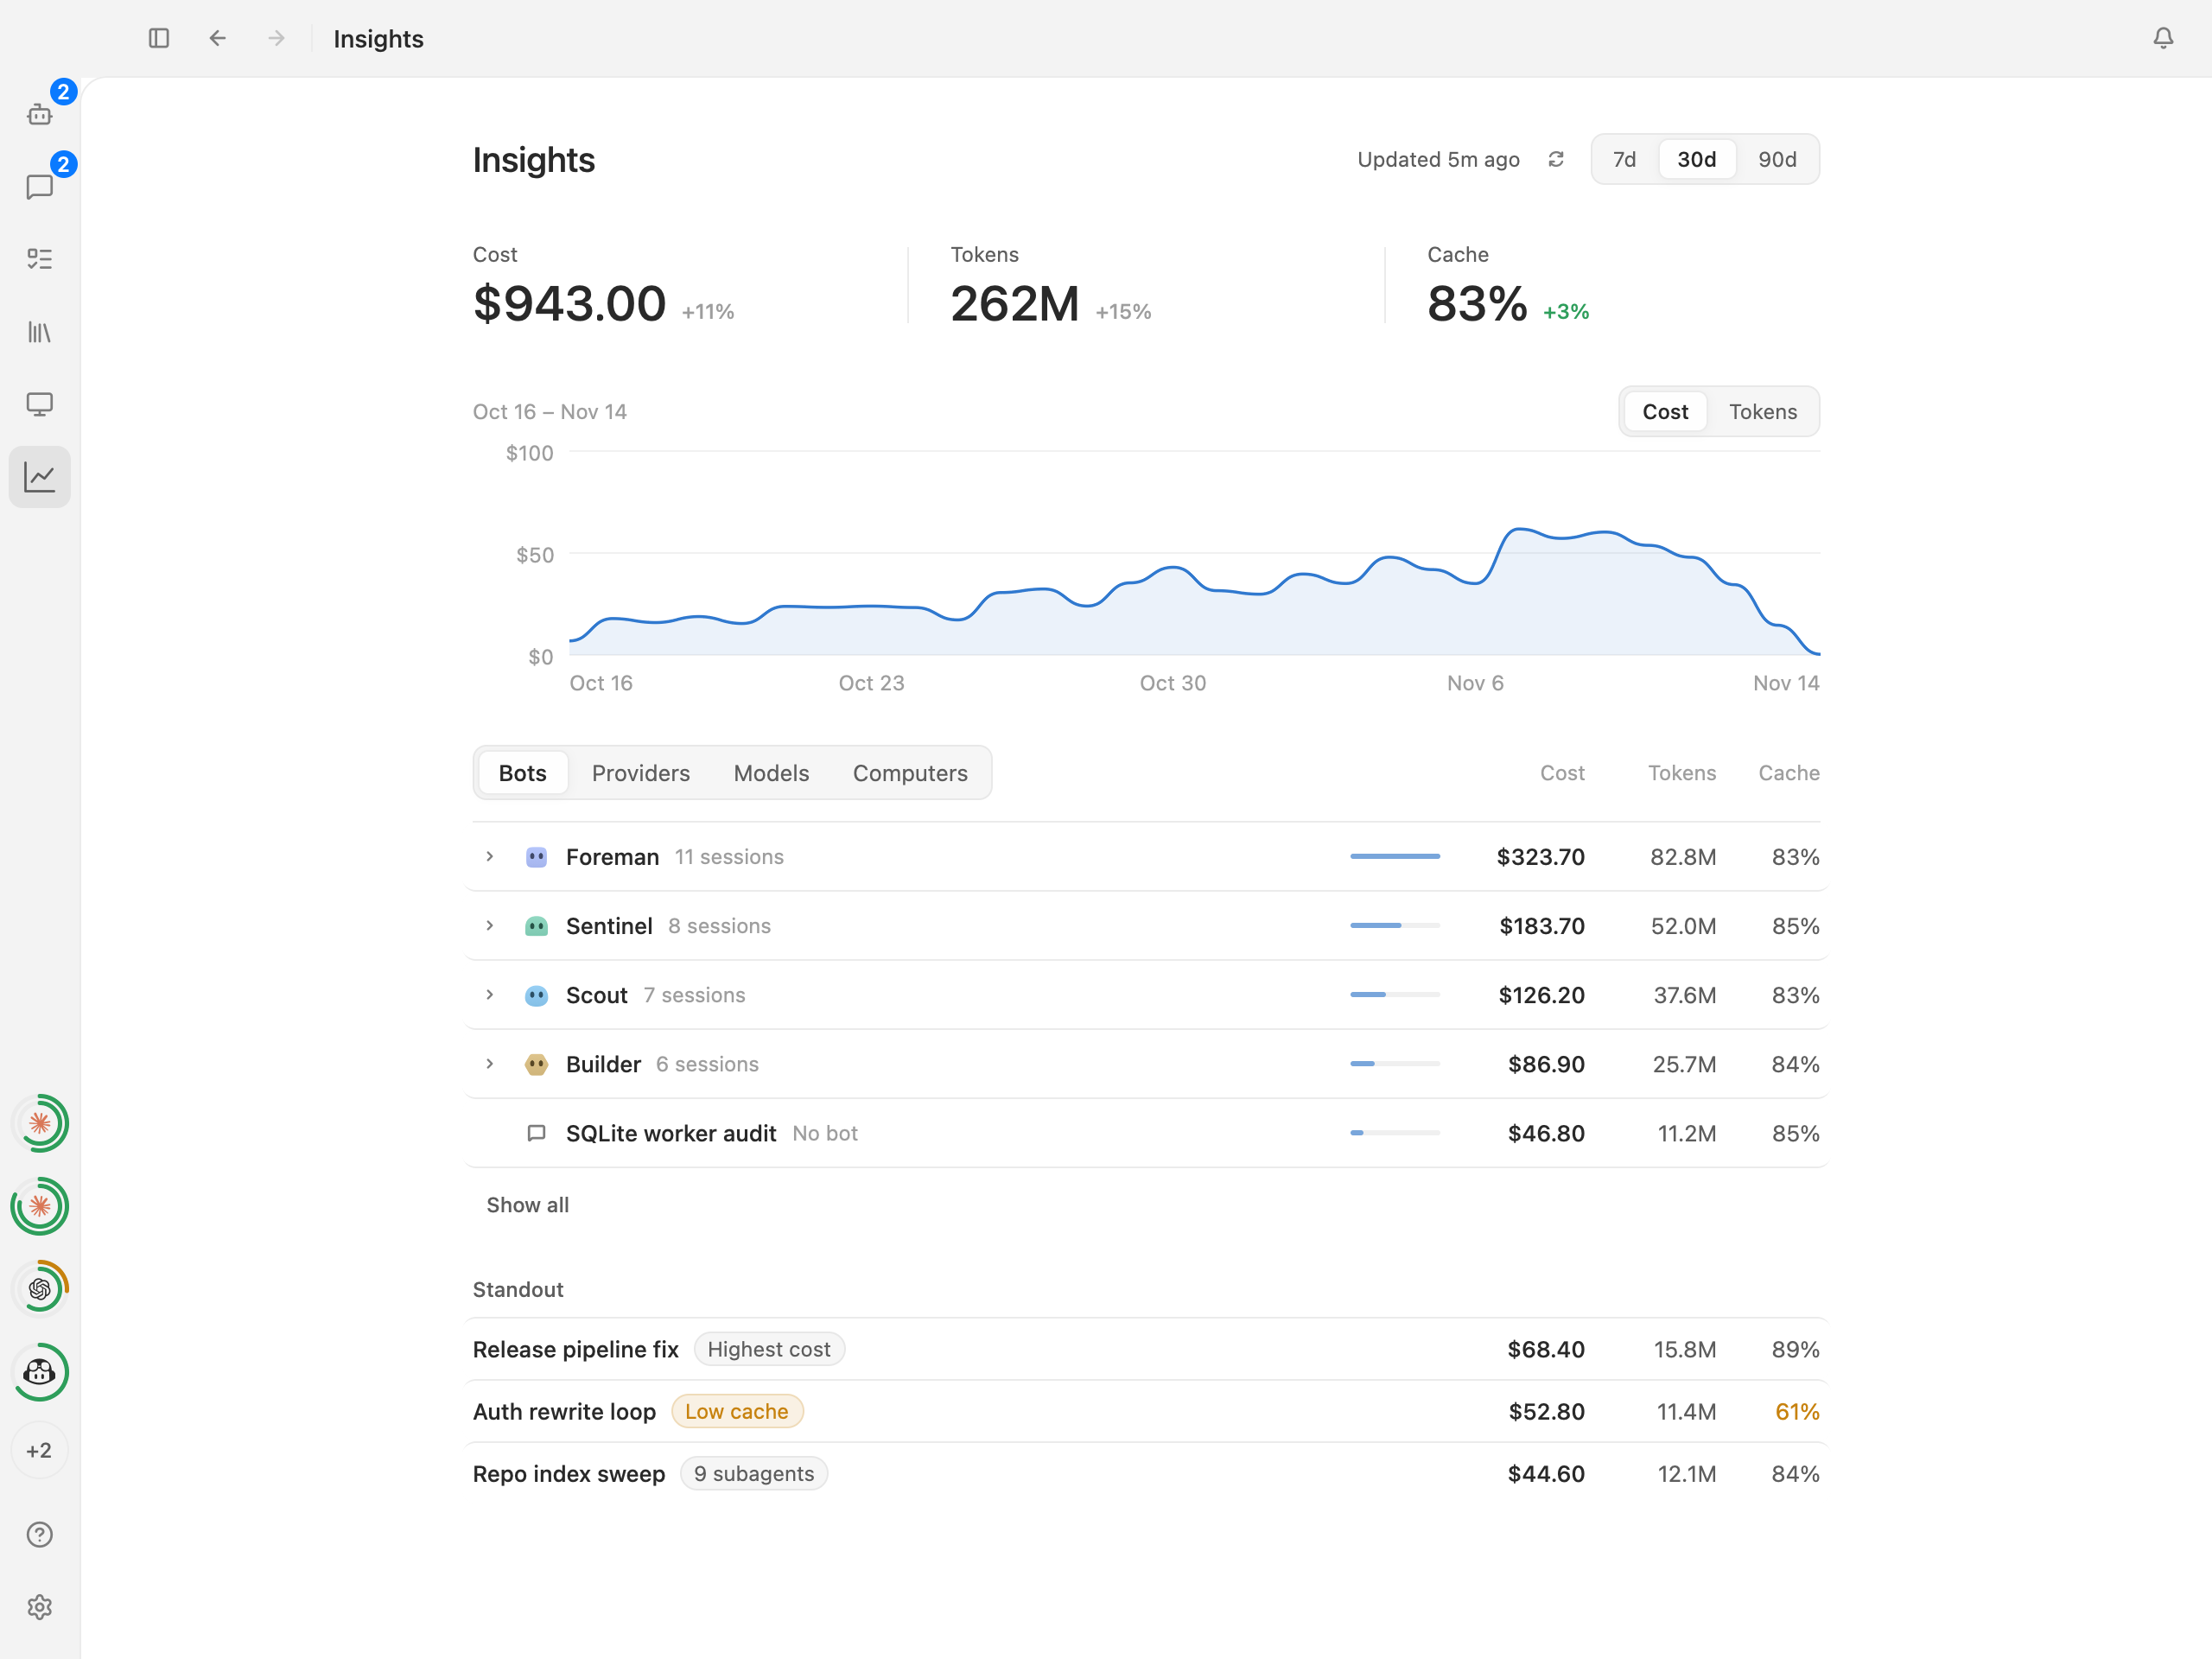 Insights
2
2
Insights
Updated 5m ago
7d 30d 90d
Cost Tokens Cache
$943.00 +11% 262M +15% 83% +3%
Oct 16 – Nov 14
Cost Tokens
$100
$50
$0
Oct 16 Oct 23 Oct 30 Nov 6 Nov 14
Bots Providers Models Computers Cost Tokens Cache
Foreman 11 sessions $323.70 82.8M 83%
Sentinel 8 sessions $183.70 52.0M 85%
Scout 7 sessions $126.20 37.6M 83%
Builder 6 sessions $86.90 25.7M 84%
SQLite worker audit No bot $46.80 11.2M 85%
Show all
Standout
Release pipeline fix Highest cost $68.40 15.8M 89%
Auth rewrite loop Low cache $52.80 11.4M 61%
Repo index sweep 9 subagents $44.60 12.1M 84%
+2